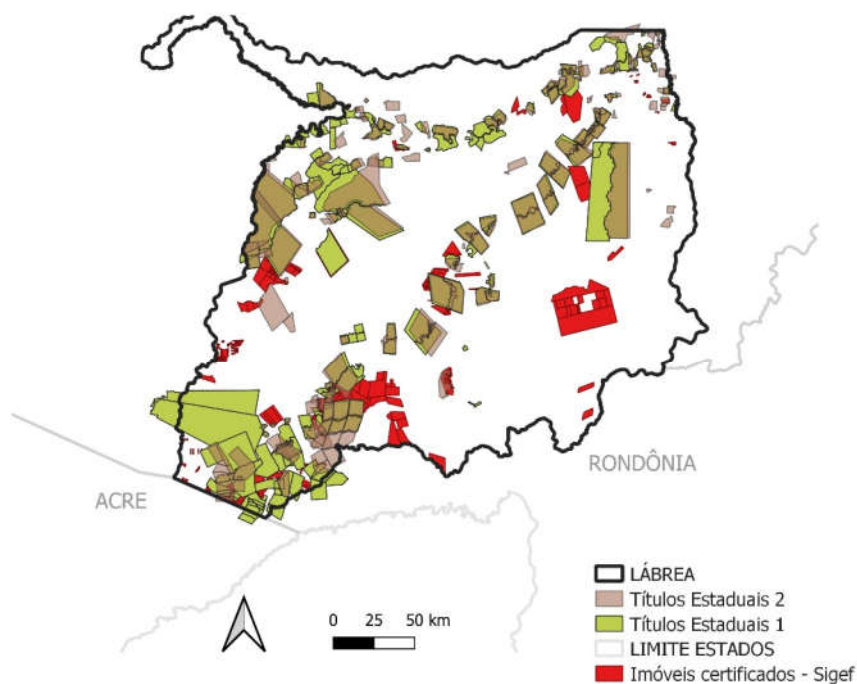 RONDÔNIA
ACRE
0 25 50 km
LÁBREA
Títulos Estaduais 2
Títulos Estaduais 1
LIMITE ESTADOS
Imóveis certificados - Sigef